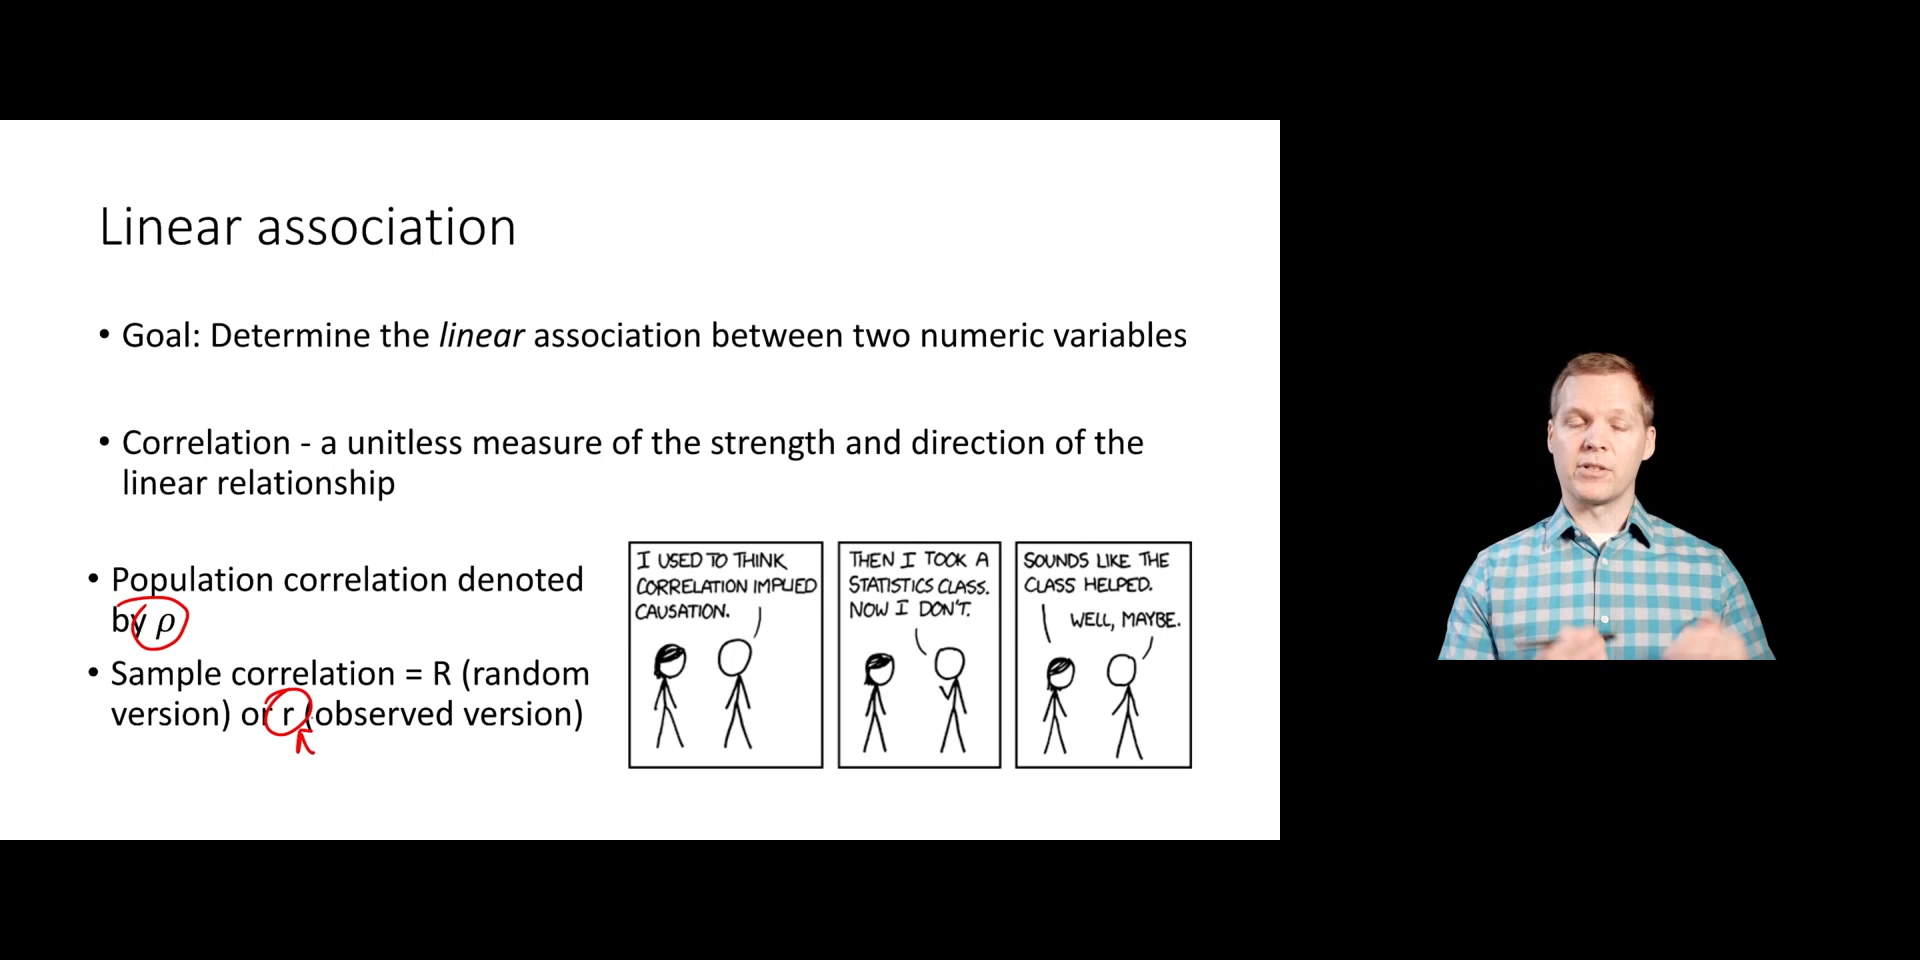 Linear association
• Goal: Determine the linear association between two numeric variables
• Correlation - a unitless measure of the strength and direction of the
linear relationship
• Population correlation denoted
by ρ
• Sample correlation = R (random
version) or r (observed version)
I USED TO THINK
CORRELATION IMPLIED
CAUSATION.
THEN I TOOK A
STATISTICS CLASS.
NOW I DON'T.
SOUNDS LIKE THE
CLASS HELPED.
WELL, MAYBE.